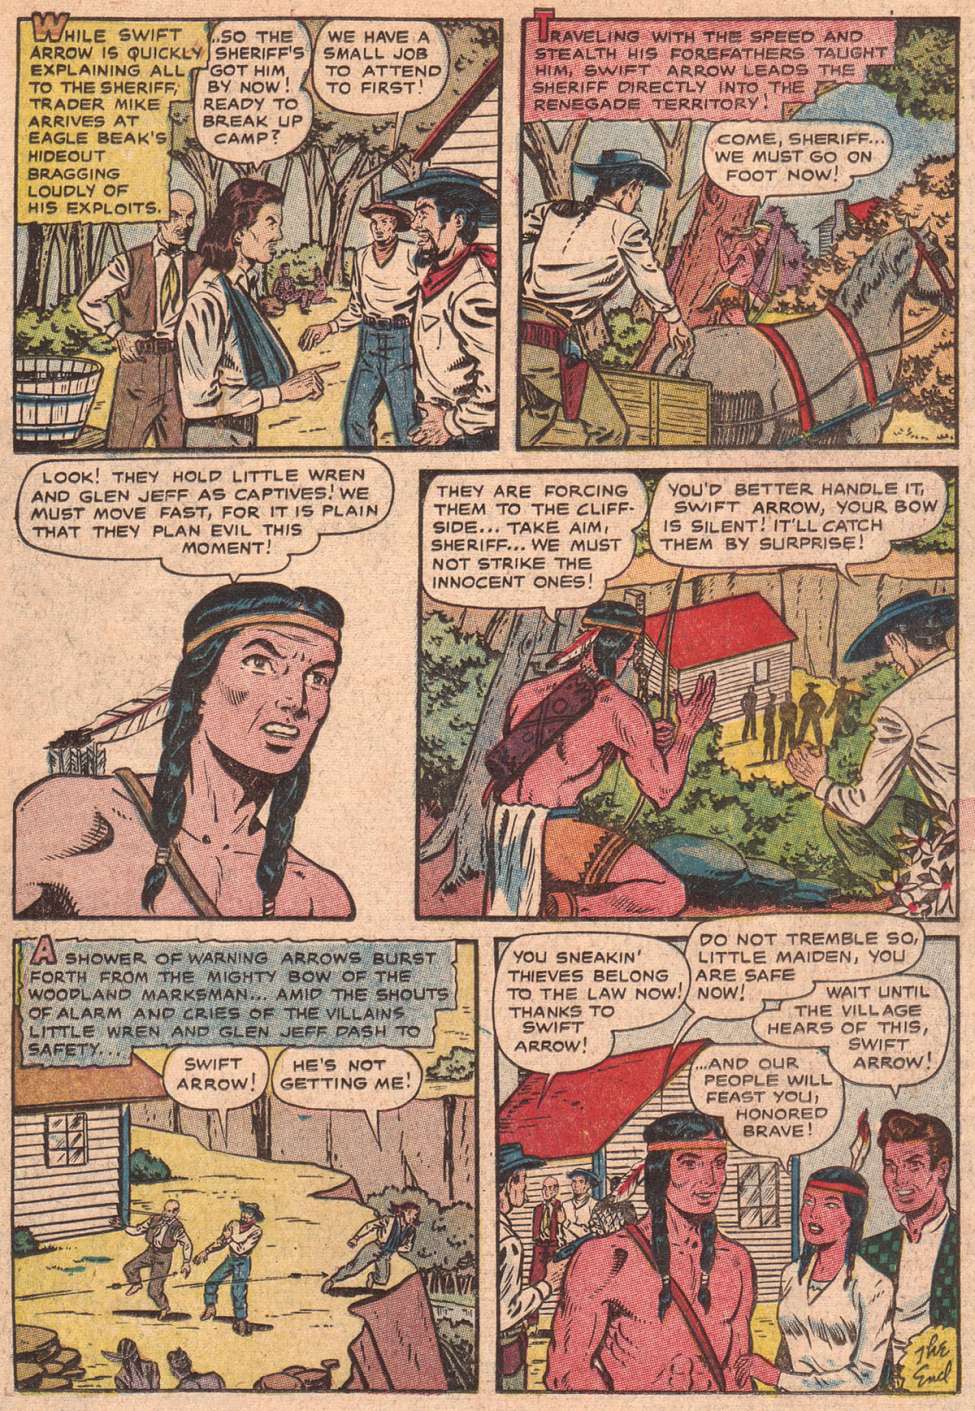 WHILE SWIFT
ARROW IS QUICKLY
EXPLAINING ALL
TO THE SHERIFF,
TRADER MIKE
ARRIVES AT
EAGLE BEAK'S
HIDEOUT
BRAGGING
LOUDLY OF
HIS EXPLOITS.
...SO THE
SHERIFF'S
GOT HIM
BY NOW!
READY TO
BREAK UP
CAMP?
WE HAVE A
SMALL JOB
TO ATTEND
TO FIRST!
TRAVELING WITH THE SPEED AND
STEALTH HIS FOREFATHERS TAUGHT
HIM, SWIFT ARROW LEADS THE
SHERIFF DIRECTLY INTO THE
RENEGADE TERRITORY!
COME, SHERIFF...
WE MUST GO ON
FOOT NOW!
LOOK! THEY HOLD LITTLE WREN
AND GLEN JEFF AS CAPTIVES! WE
MUST MOVE FAST, FOR IT IS PLAIN
THAT THEY PLAN EVIL THIS
MOMENT!
THEY ARE FORCING
THEM TO THE CLIFF-
SIDE... TAKE AIM,
SHERIFF... WE MUST
NOT STRIKE THE
INNOCENT ONES!
YOU'D BETTER HANDLE IT,
SWIFT ARROW, YOUR BOW
IS SILENT! IT'LL CATCH
THEM BY SURPRISE!
A SHOWER OF WARNING ARROWS BURST
FORTH FROM THE MIGHTY BOW OF THE
WOODLAND MARKSMAN... AMID THE SHOUTS
OF ALARM AND CRIES OF THE VILLAINS
LITTLE WREN AND GLEN JEFF DASH TO
SAFETY...
SWIFT
ARROW!
HE'S NOT
GETTING ME!
YOU SNEAKIN'
THIEVES BELONG
TO THE LAW NOW!
THANKS TO
SWIFT
ARROW!
DO NOT TREMBLE SO,
LITTLE MAIDEN, YOU
ARE SAFE
NOW!
...AND OUR
PEOPLE WILL
FEAST YOU,
HONORED
BRAVE!
WAIT UNTIL
THE VILLAGE
HEARS OF THIS,
SWIFT
ARROW!
The
End